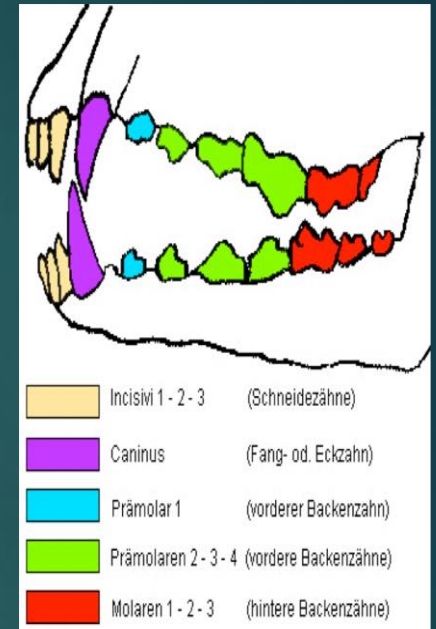 Incisivi 1 - 2 - 3 (Schneidezähne)
Caninus (Fang- od. Eckzahn)
Prämolar 1 (vorderer Backenzahn)
Prämolaren 2 - 3 - 4 (vordere Backenzähne)
Molaren 1 - 2 - 3 (hintere Backenzähne)